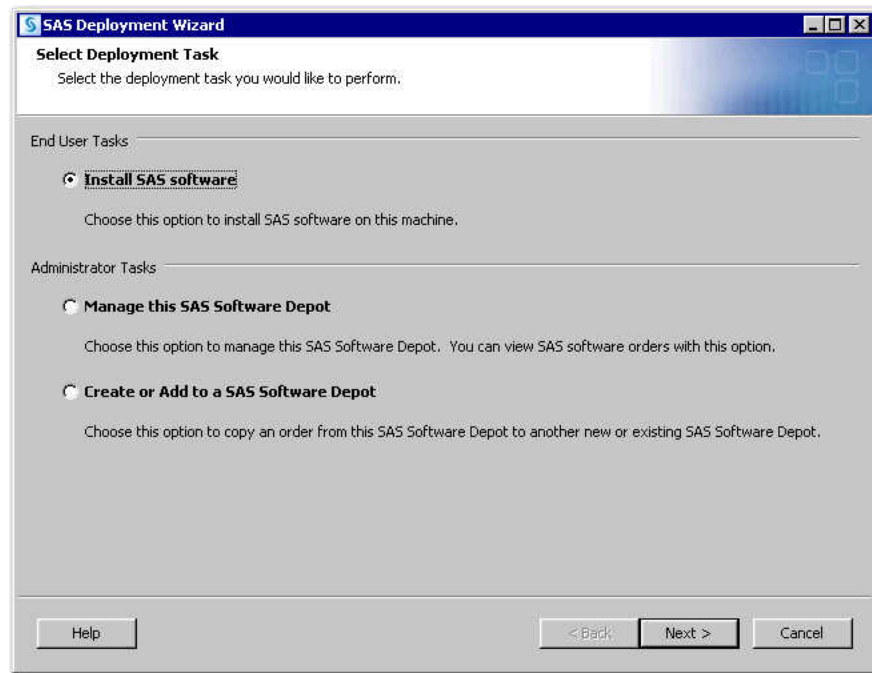 SAS Deployment Wizard
Select Deployment Task
Select the deployment task you would like to perform.
End User Tasks
Install SAS software
Choose this option to install SAS software on this machine.
Administrator Tasks
Manage this SAS Software Depot
Choose this option to manage this SAS Software Depot. You can view SAS software orders with this option.
Create or Add to a SAS Software Depot
Choose this option to copy an order from this SAS Software Depot to another new or existing SAS Software Depot.
Help < Back Next > Cancel